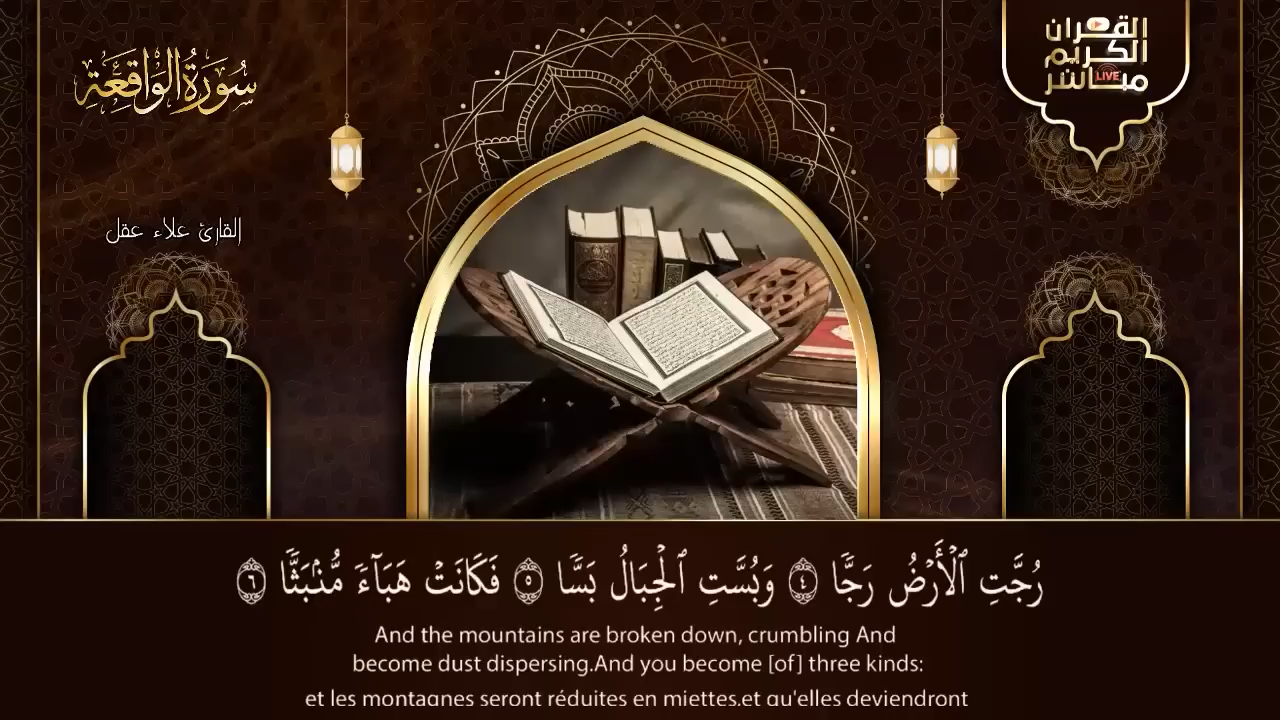 سُورَةُ الْوَاقِعَة
القرآن
الكريم
مباشر
LIVE
القارئ علاء عقل
رُجَّتِ ٱلْأَرْضُ رَجًّا ٤ وَبُسَّتِ ٱلْجِبَالُ بَسًّا ٥ فَكَانَتْ هَبَآءً مُّنۢبَثًّا ٦
And the mountains are broken down, crumbling And
become dust dispersing.And you become [of] three kinds:
et les montagnes seront réduites en miettes.et qu'elles deviendront